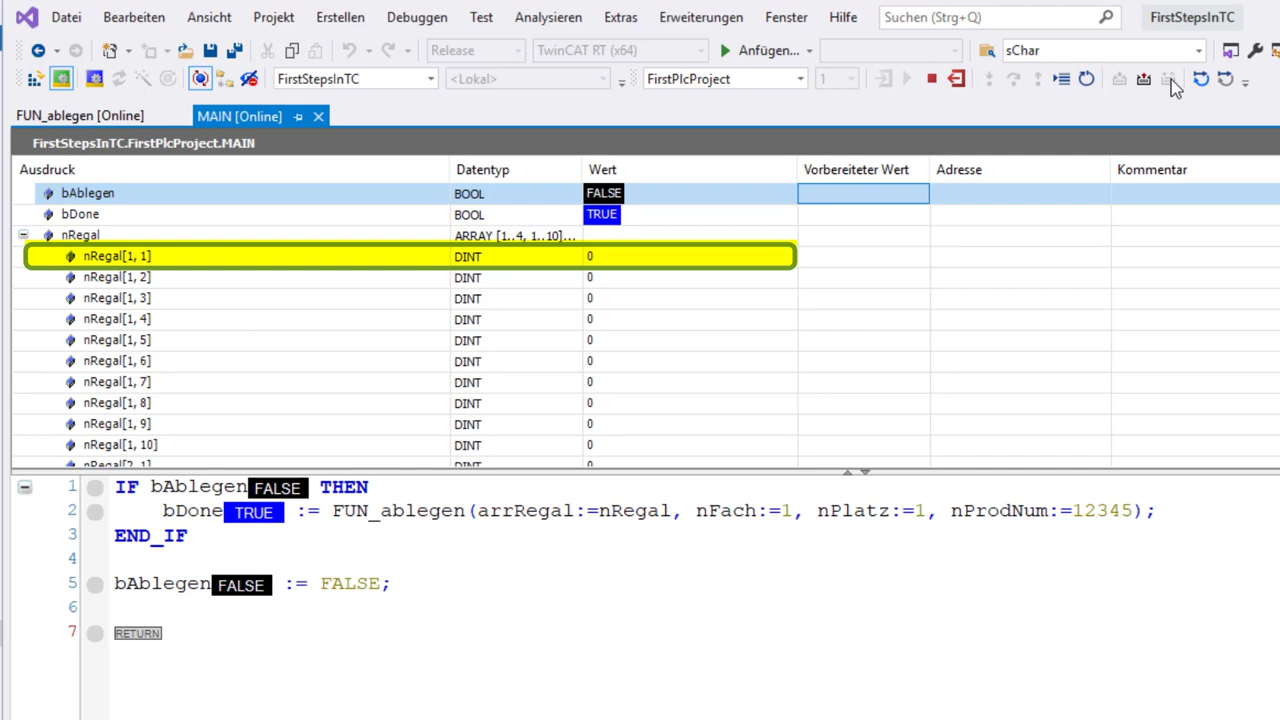 Datei Bearbeiten Ansicht Projekt Erstellen Debuggen Test Analysieren Extras Erweiterungen Fenster Hilfe Suchen (Strg+Q) FirstStepsInTC
Release TwinCAT RT (x64) Anfügen... sChar
FirstStepsInTC <Lokal> FirstPlcProject 1
FUN_ablegen [Online] MAIN [Online]
FirstStepsInTC.FirstPlcProject.MAIN
Ausdruck Datentyp Wert Vorbereiteter Wert Adresse Kommentar
bAblegen BOOL FALSE
bDone BOOL TRUE
nRegal ARRAY [1..4, 1..10]...
nRegal[1, 1] DINT 0
nRegal[1, 2] DINT 0
nRegal[1, 3] DINT 0
nRegal[1, 4] DINT 0
nRegal[1, 5] DINT 0
nRegal[1, 6] DINT 0
nRegal[1, 7] DINT 0
nRegal[1, 8] DINT 0
nRegal[1, 9] DINT 0
nRegal[1, 10] DINT 0
nRegal[2, 1] DINT 0
1 IF bAblegen FALSE THEN
2 bDone TRUE := FUN_ablegen(arrRegal:=nRegal, nFach:=1, nPlatz:=1, nProdNum:=12345);
3 END_IF
4
5 bAblegen FALSE := FALSE;
6
7 RETURN